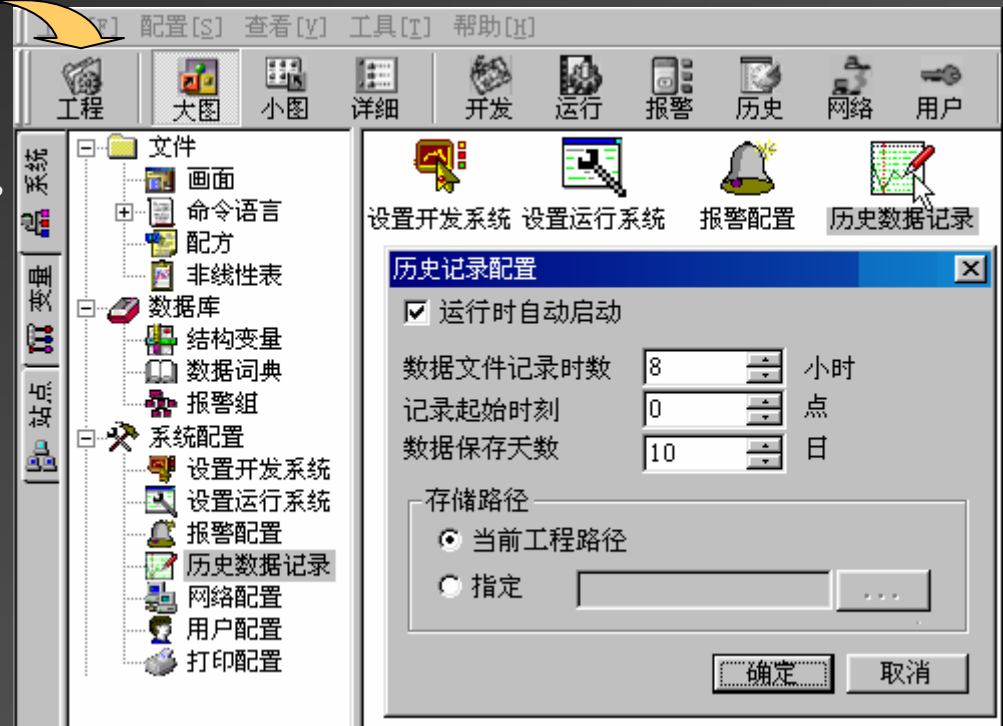 [F] 配置[S] 查看[V] 工具[T] 帮助[H]
工程 大图 小图 详细 开发 运行 报警 历史 网络 用户
系统
变量
站点
文件
画面
命令语言
配方
非线性表
数据库
结构变量
数据词典
报警组
系统配置
设置开发系统
设置运行系统
报警配置
历史数据记录
网络配置
用户配置
打印配置
设置开发系统 设置运行系统 报警配置 历史数据记录
历史记录配置
运行时自动启动
数据文件记录时数 8 小时
记录起始时刻 0 点
数据保存天数 10 日
存储路径
当前工程路径
指定 ...
确定 取消